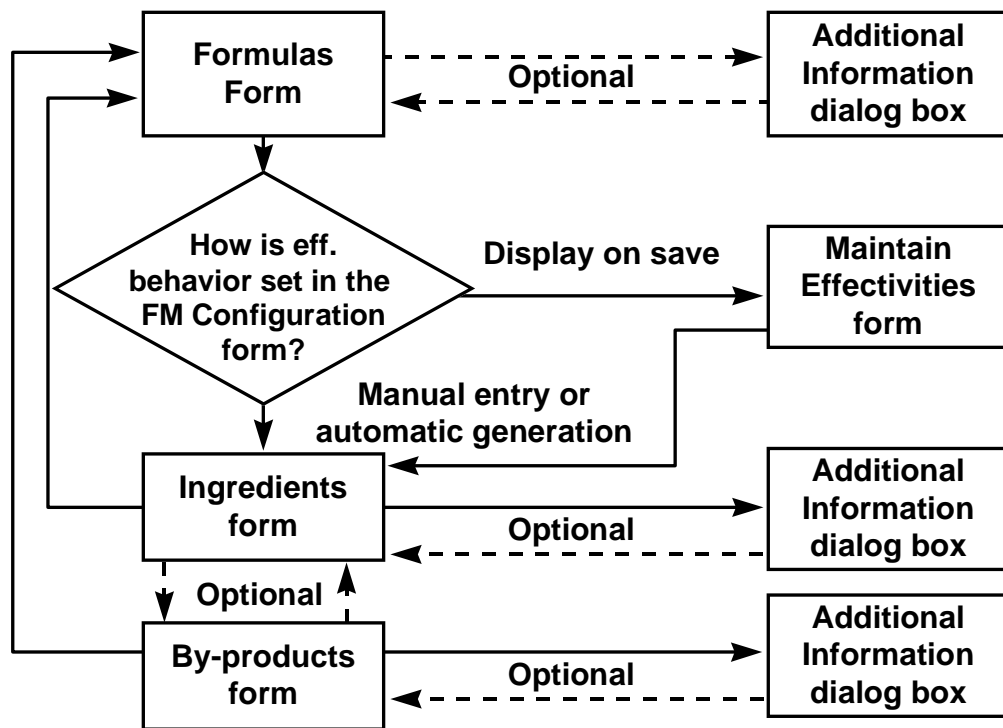 Formulas
Form
Optional
Additional
Information
dialog box
How is eff.
behavior set in the
FM Configuration
form?
Display on save
Maintain
Effectivities
form
Manual entry or
automatic generation
Ingredients
form
Optional
Additional
Information
dialog box
Optional
By-products
form
Optional
Additional
Information
dialog box